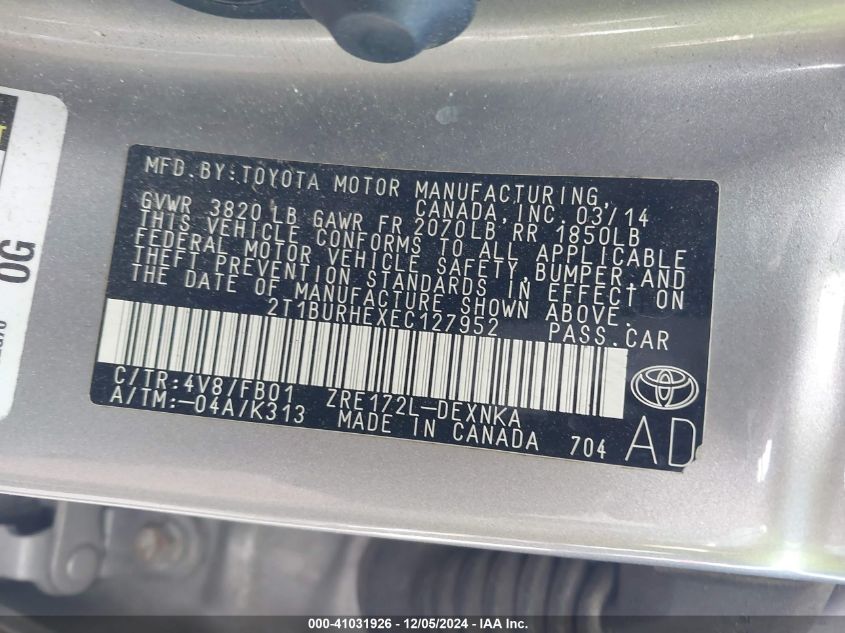 MFD.BY:TOYOTA MOTOR MANUFACTURING,
CANADA, INC. 03/14
GVWR 3820 LB GAWR FR 2070LB RR 1850LB
THIS VEHICLE CONFORMS TO ALL APPLICABLE
FEDERAL MOTOR VEHICLE SAFETY, BUMPER, AND
THEFT PREVENTION STANDARDS IN EFFECT ON
THE DATE OF MANUFACTURE SHOWN ABOVE.
2T1BURHEXEC127952 PASS.CAR
C/TR:4V8/FB01 ZRE172L-DEXNKA
A/TM:-04A/K313 MADE IN CANADA 704
AD
OG
000-41031926 - 12/05/2024 - IAA Inc.